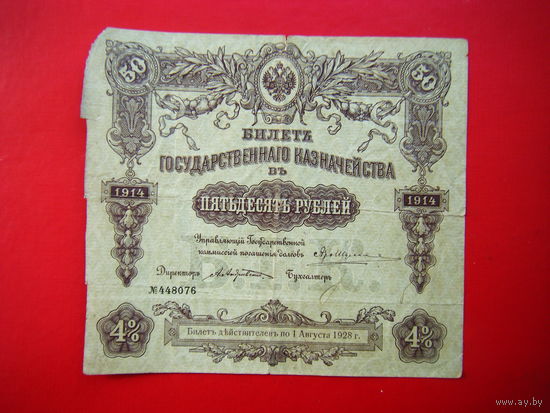 50 50
БИЛЕТЪ
ГОСУДАРСТВЕННАГО КАЗНАЧЕЙСТВА
ВЪ
1914 1914
ПЯТЬДЕСЯТЪ РУБЛЕЙ
Управляющій Государственной
коммиссіей погашенія долговъ
Директоръ Бухгалтеръ
№448076
4% 4%
Билетъ дѣйствителенъ по 1 Августа 1928 г.
www.ay.by